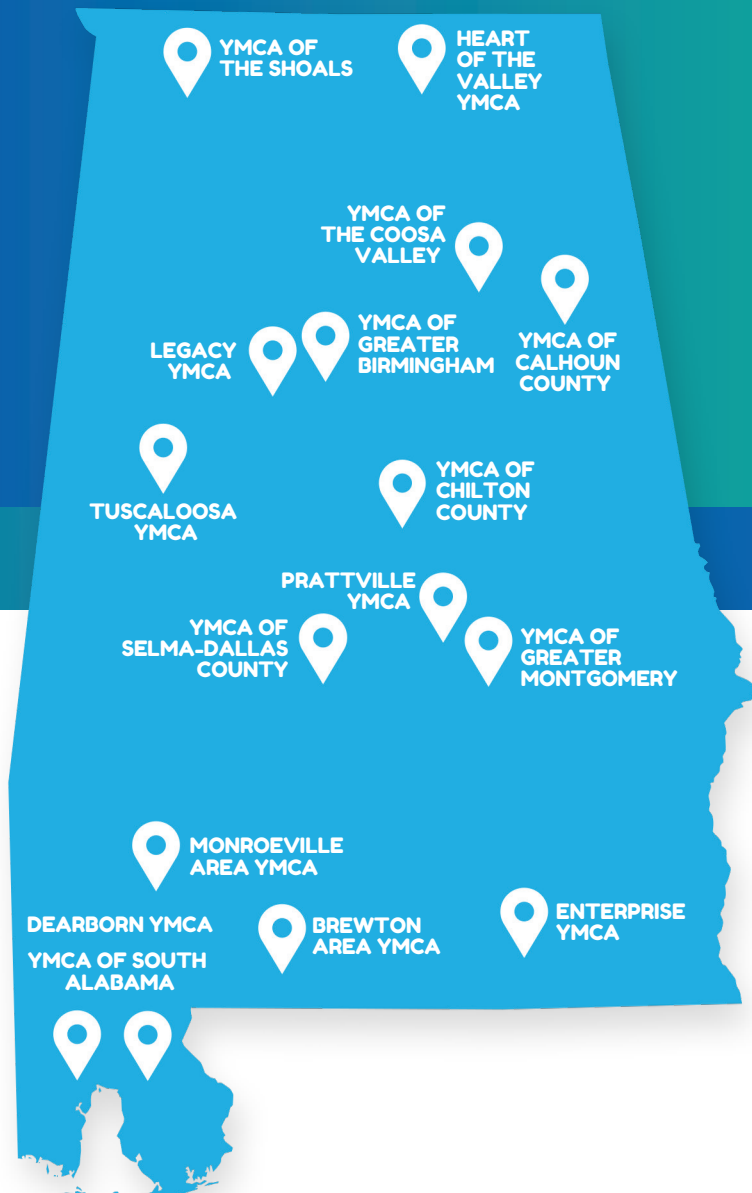 YMCA OF
THE SHOALS
HEART
OF THE
VALLEY
YMCA
YMCA OF
THE COOSA
VALLEY
YMCA OF
CALHOUN
COUNTY
YMCA OF
GREATER
BIRMINGHAM
LEGACY
YMCA
TUSCALOOSA
YMCA
YMCA OF
CHILTON
COUNTY
PRATTVILLE
YMCA
YMCA OF
SELMA-DALLAS
COUNTY
YMCA OF
GREATER
MONTGOMERY
MONROEVILLE
AREA YMCA
DEARBORN YMCA
YMCA OF SOUTH
ALABAMA
BREWTON
AREA YMCA
ENTERPRISE
YMCA